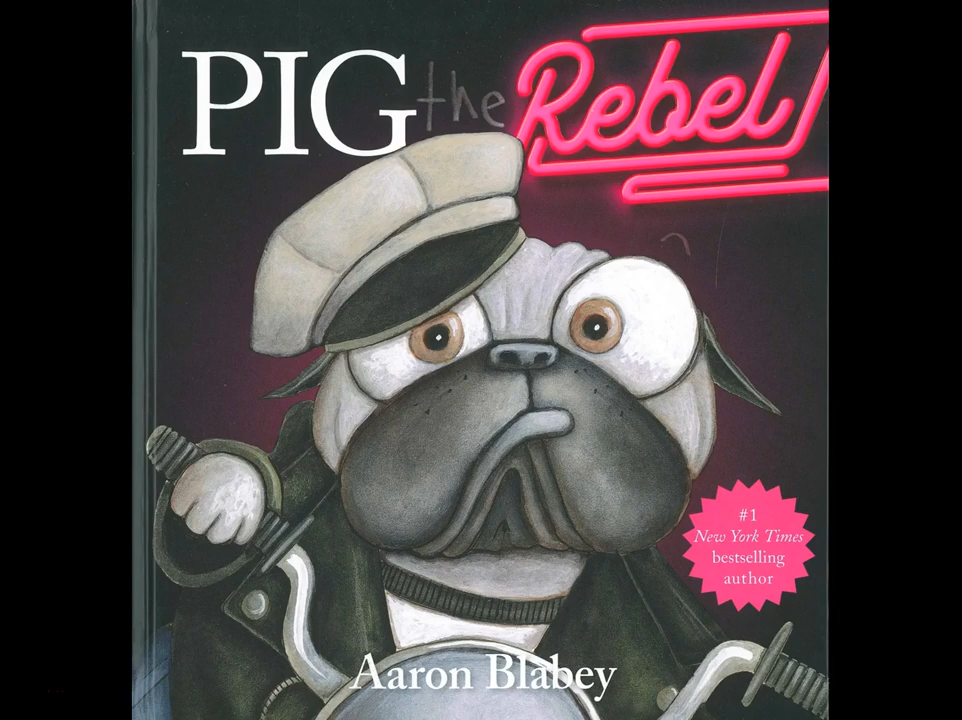 PIG the Rebel
#1
New York Times
bestselling
author
Aaron Blabey